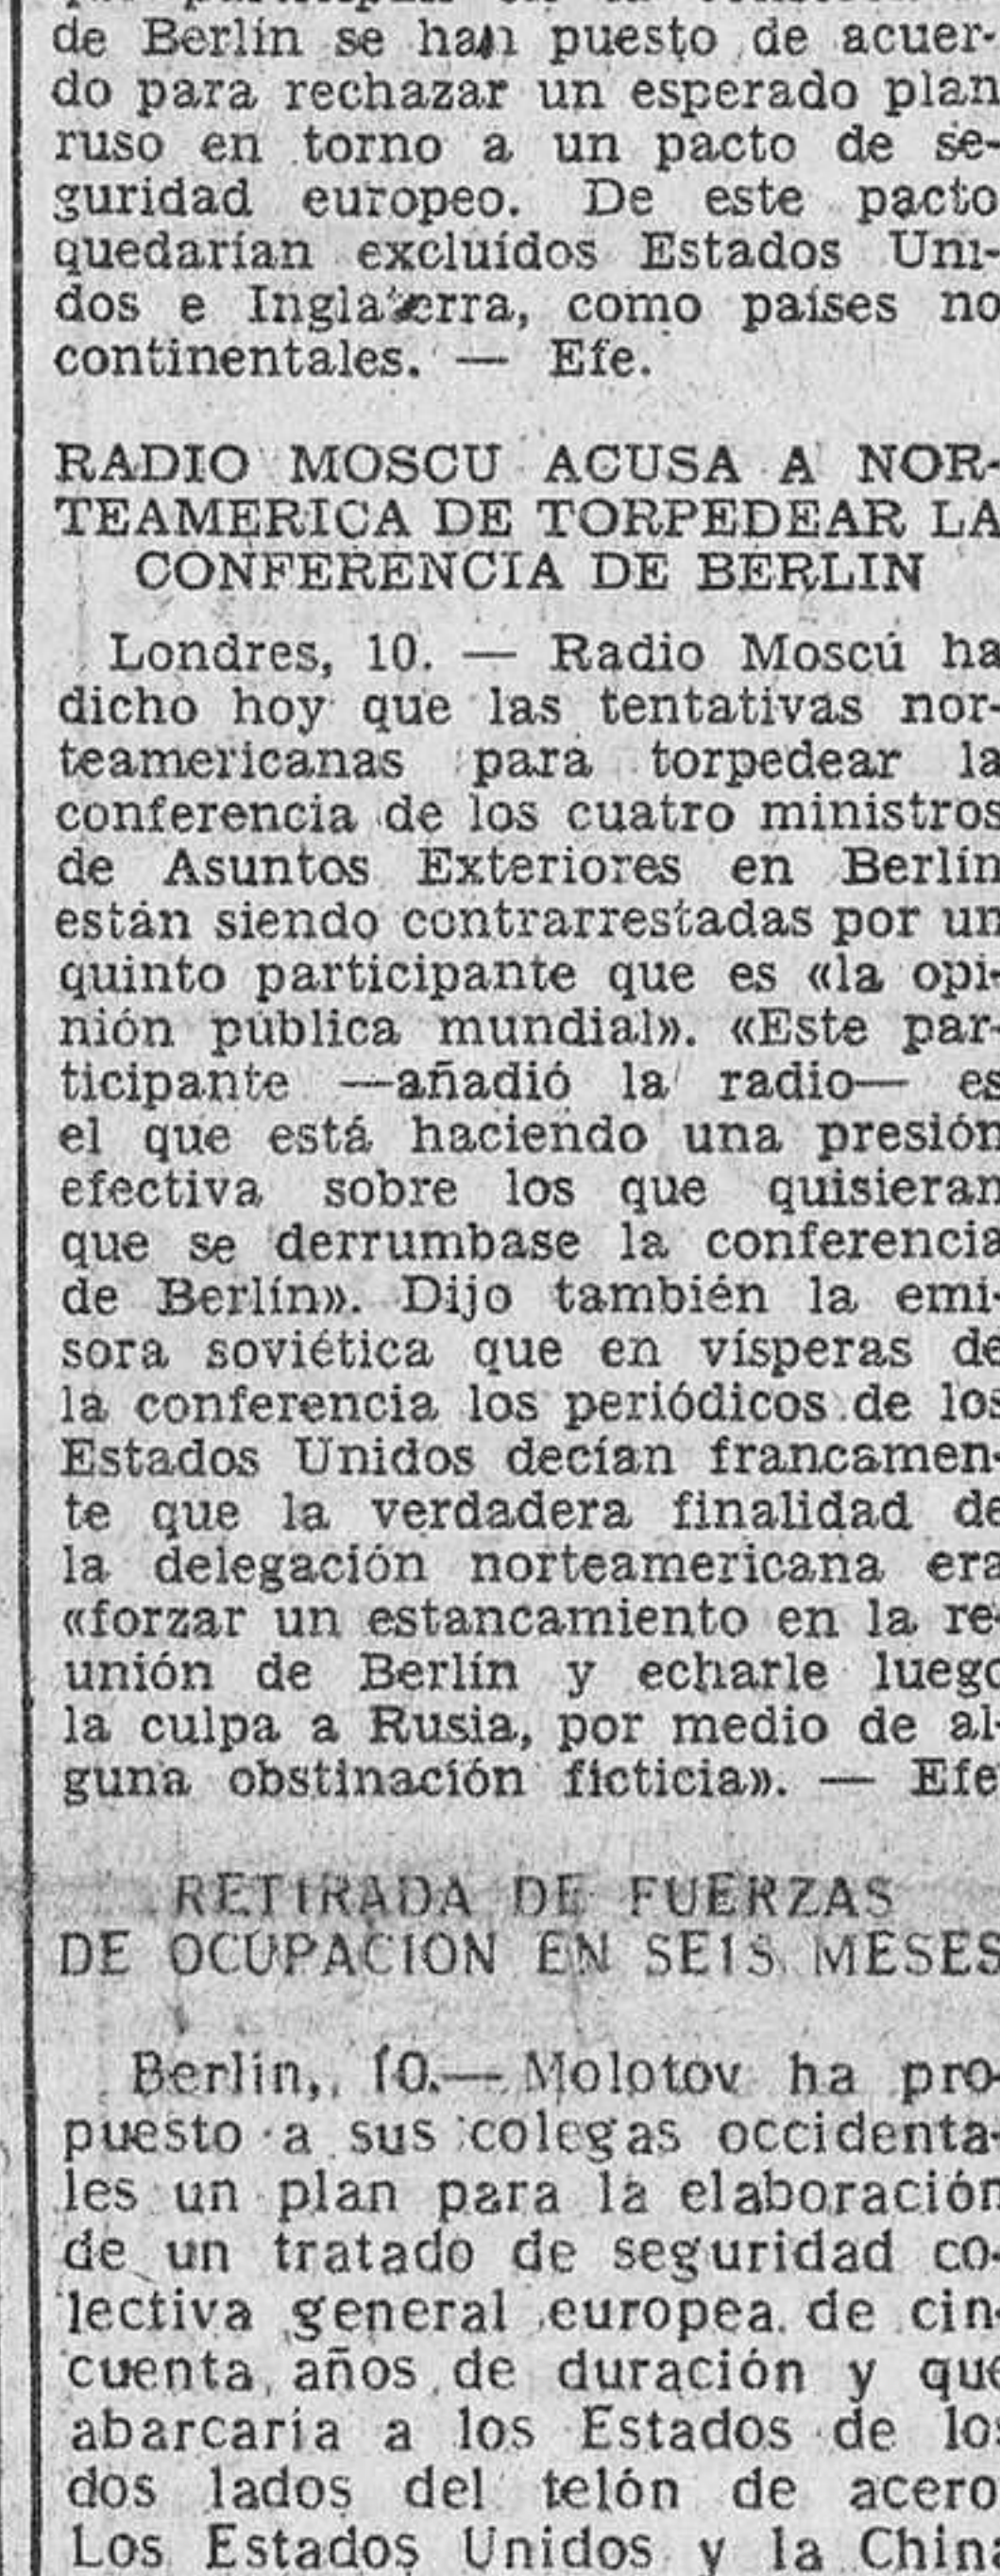 de Berlín se han puesto de acuer-
do para rechazar un esperado plan
ruso en torno a un pacto de se-
guridad europeo. De este pacto
quedarían excluídos Estados Uni-
dos e Inglaterra, como países no
continentales. — Efe.
RADIO MOSCU ACUSA A NOR-
TEAMERICA DE TORPEDEAR LA
CONFERENCIA DE BERLIN
Londres, 10. — Radio Moscú ha
dicho hoy que las tentativas nor-
teamericanas para torpedear la
conferencia de los cuatro ministros
de Asuntos Exteriores en Berlín
están siendo contrarrestadas por un
quinto participante que es «la opi-
nión pública mundial». «Este par-
ticipante —añadió la radio— es
el que está haciendo una presión
efectiva sobre los que quisieran
que se derrumbase la conferencia
de Berlín». Dijo también la emi-
sora soviética que en vísperas de
la conferencia los periódicos de los
Estados Unidos decían francamen-
te que la verdadera finalidad de
la delegación norteamericana era
«forzar un estancamiento en la re-
unión de Berlín y echarle luego
la culpa a Rusia, por medio de al-
guna obstinación ficticia». — Efe
RETIRADA DE FUERZAS
DE OCUPACION EN SEIS MESES
Berlín, 10.— Molotov ha pro-
puesto a sus colegas occidenta-
les un plan para la elaboración
de un tratado de seguridad co-
lectiva general europea de cin-
cuenta años de duración y que
abarcaría a los Estados de los
dos lados del telón de acero
Los Estados Unidos y la China